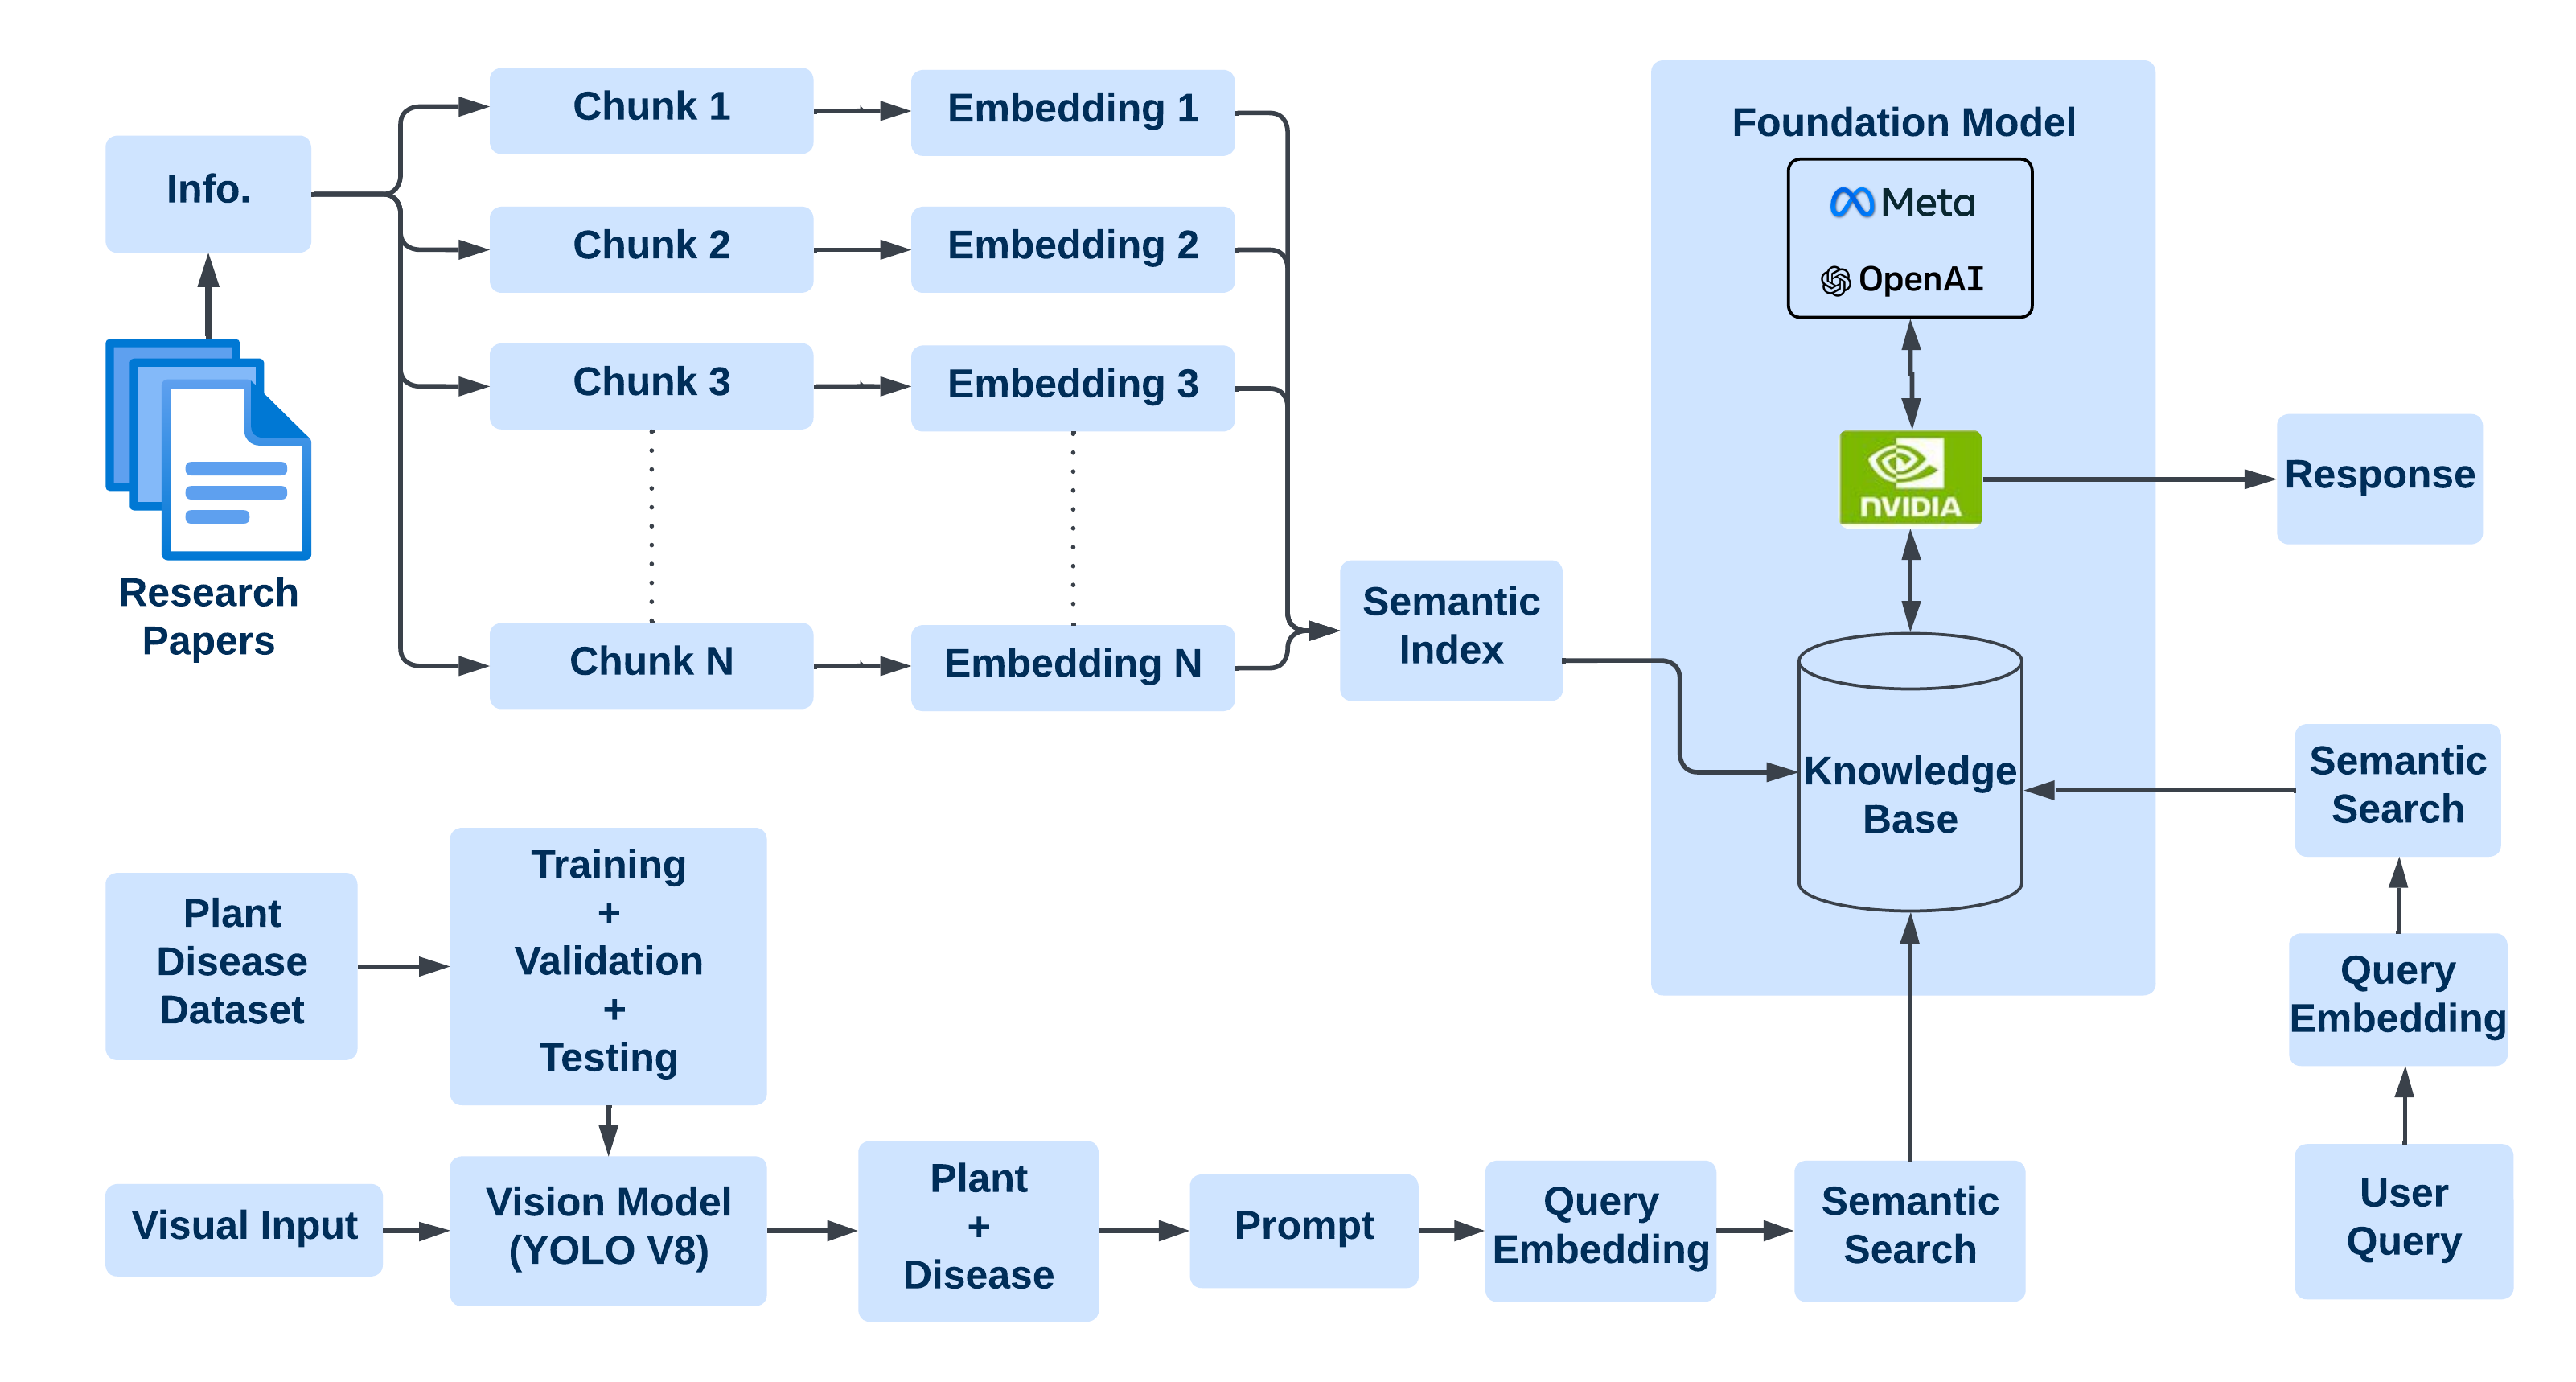 Info.
Research
Papers
Chunk 1
Embedding 1
Chunk 2
Embedding 2
Chunk 3
Embedding 3
Chunk N
Embedding N
Semantic
Index
Foundation Model
Meta
OpenAI
NVIDIA
Knowledge
Base
Response
Semantic
Search
Query
Embedding
User
Query
Plant
Disease
Dataset
Training
+
Validation
+
Testing
Visual Input
Vision Model
(YOLO V8)
Plant
+
Disease
Prompt
Query
Embedding
Semantic
Search